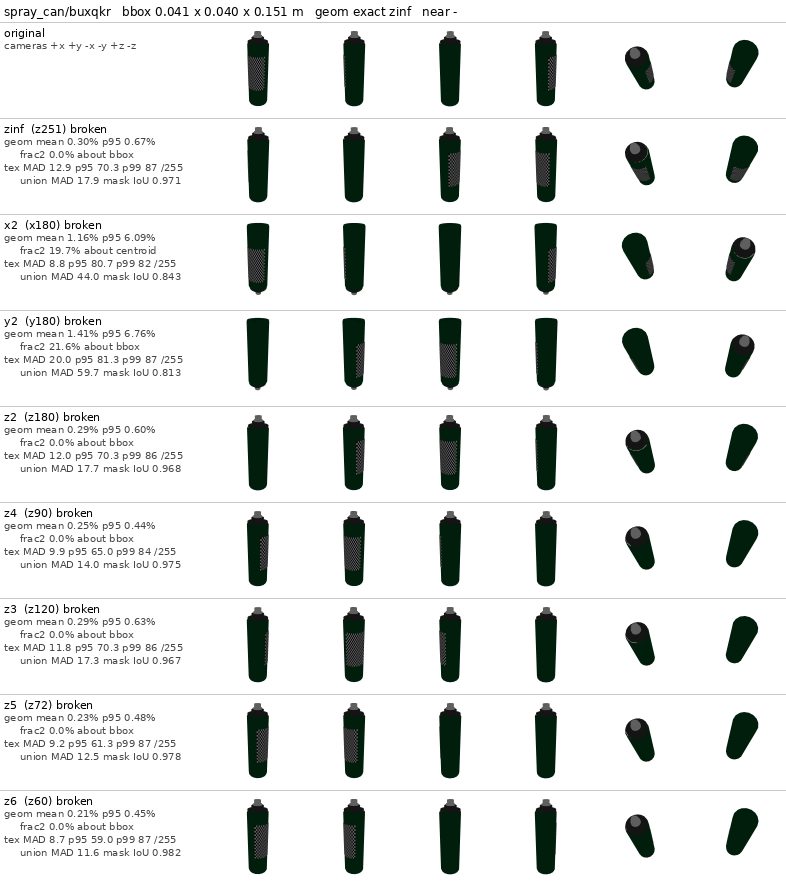 spray_can/buxqkr   bbox 0.041 x 0.040 x 0.151 m   geom exact zinf   near -
original
cameras +x +y -x -y +z -z
zinf  (z251) broken
geom mean 0.30% p95 0.67%
frac2 0.0% about bbox
tex MAD 12.9 p95 70.3 p99 87 /255
union MAD 17.9 mask IoU 0.971
x2  (x180) broken
geom mean 1.16% p95 6.09%
frac2 19.7% about centroid
tex MAD 8.8 p95 80.7 p99 82 /255
union MAD 44.0 mask IoU 0.843
y2  (y180) broken
geom mean 1.41% p95 6.76%
frac2 21.6% about bbox
tex MAD 20.0 p95 81.3 p99 87 /255
union MAD 59.7 mask IoU 0.813
z2  (z180) broken
geom mean 0.29% p95 0.60%
frac2 0.0% about bbox
tex MAD 12.0 p95 70.3 p99 86 /255
union MAD 17.7 mask IoU 0.968
z4  (z90) broken
geom mean 0.25% p95 0.44%
frac2 0.0% about bbox
tex MAD 9.9 p95 65.0 p99 84 /255
union MAD 14.0 mask IoU 0.975
z3  (z120) broken
geom mean 0.29% p95 0.63%
frac2 0.0% about bbox
tex MAD 11.8 p95 70.3 p99 86 /255
union MAD 17.3 mask IoU 0.967
z5  (z72) broken
geom mean 0.23% p95 0.48%
frac2 0.0% about bbox
tex MAD 9.2 p95 61.3 p99 87 /255
union MAD 12.5 mask IoU 0.978
z6  (z60) broken
geom mean 0.21% p95 0.45%
frac2 0.0% about bbox
tex MAD 8.7 p95 59.0 p99 87 /255
union MAD 11.6 mask IoU 0.982